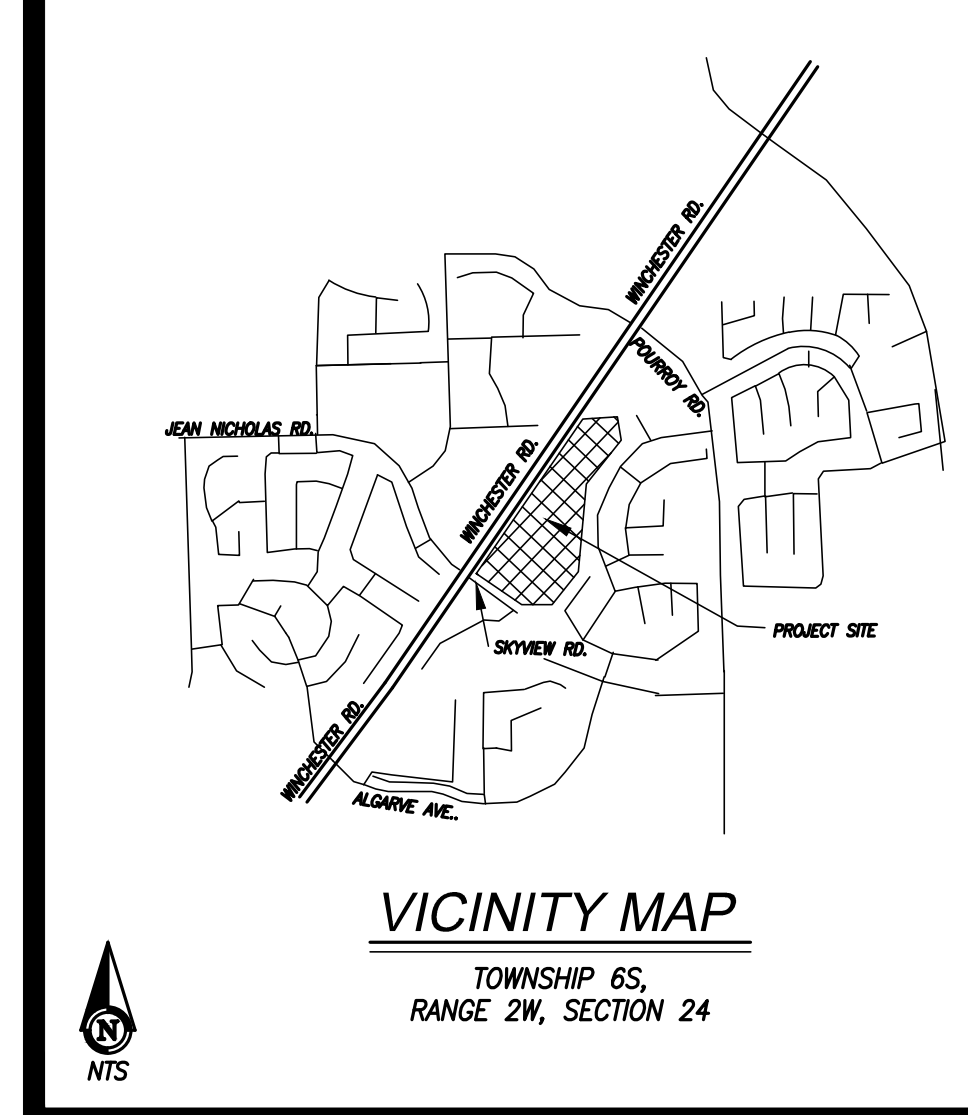 WINCHESTER RD.
POURROY RD.
JEAN NICHOLAS RD.
WINCHESTER RD.
PROJECT SITE
SKYVIEW RD.
WINCHESTER RD.
ALGARVE AVE..
VICINITY MAP
TOWNSHIP 6S,
RANGE 2W, SECTION 24
N
NTS